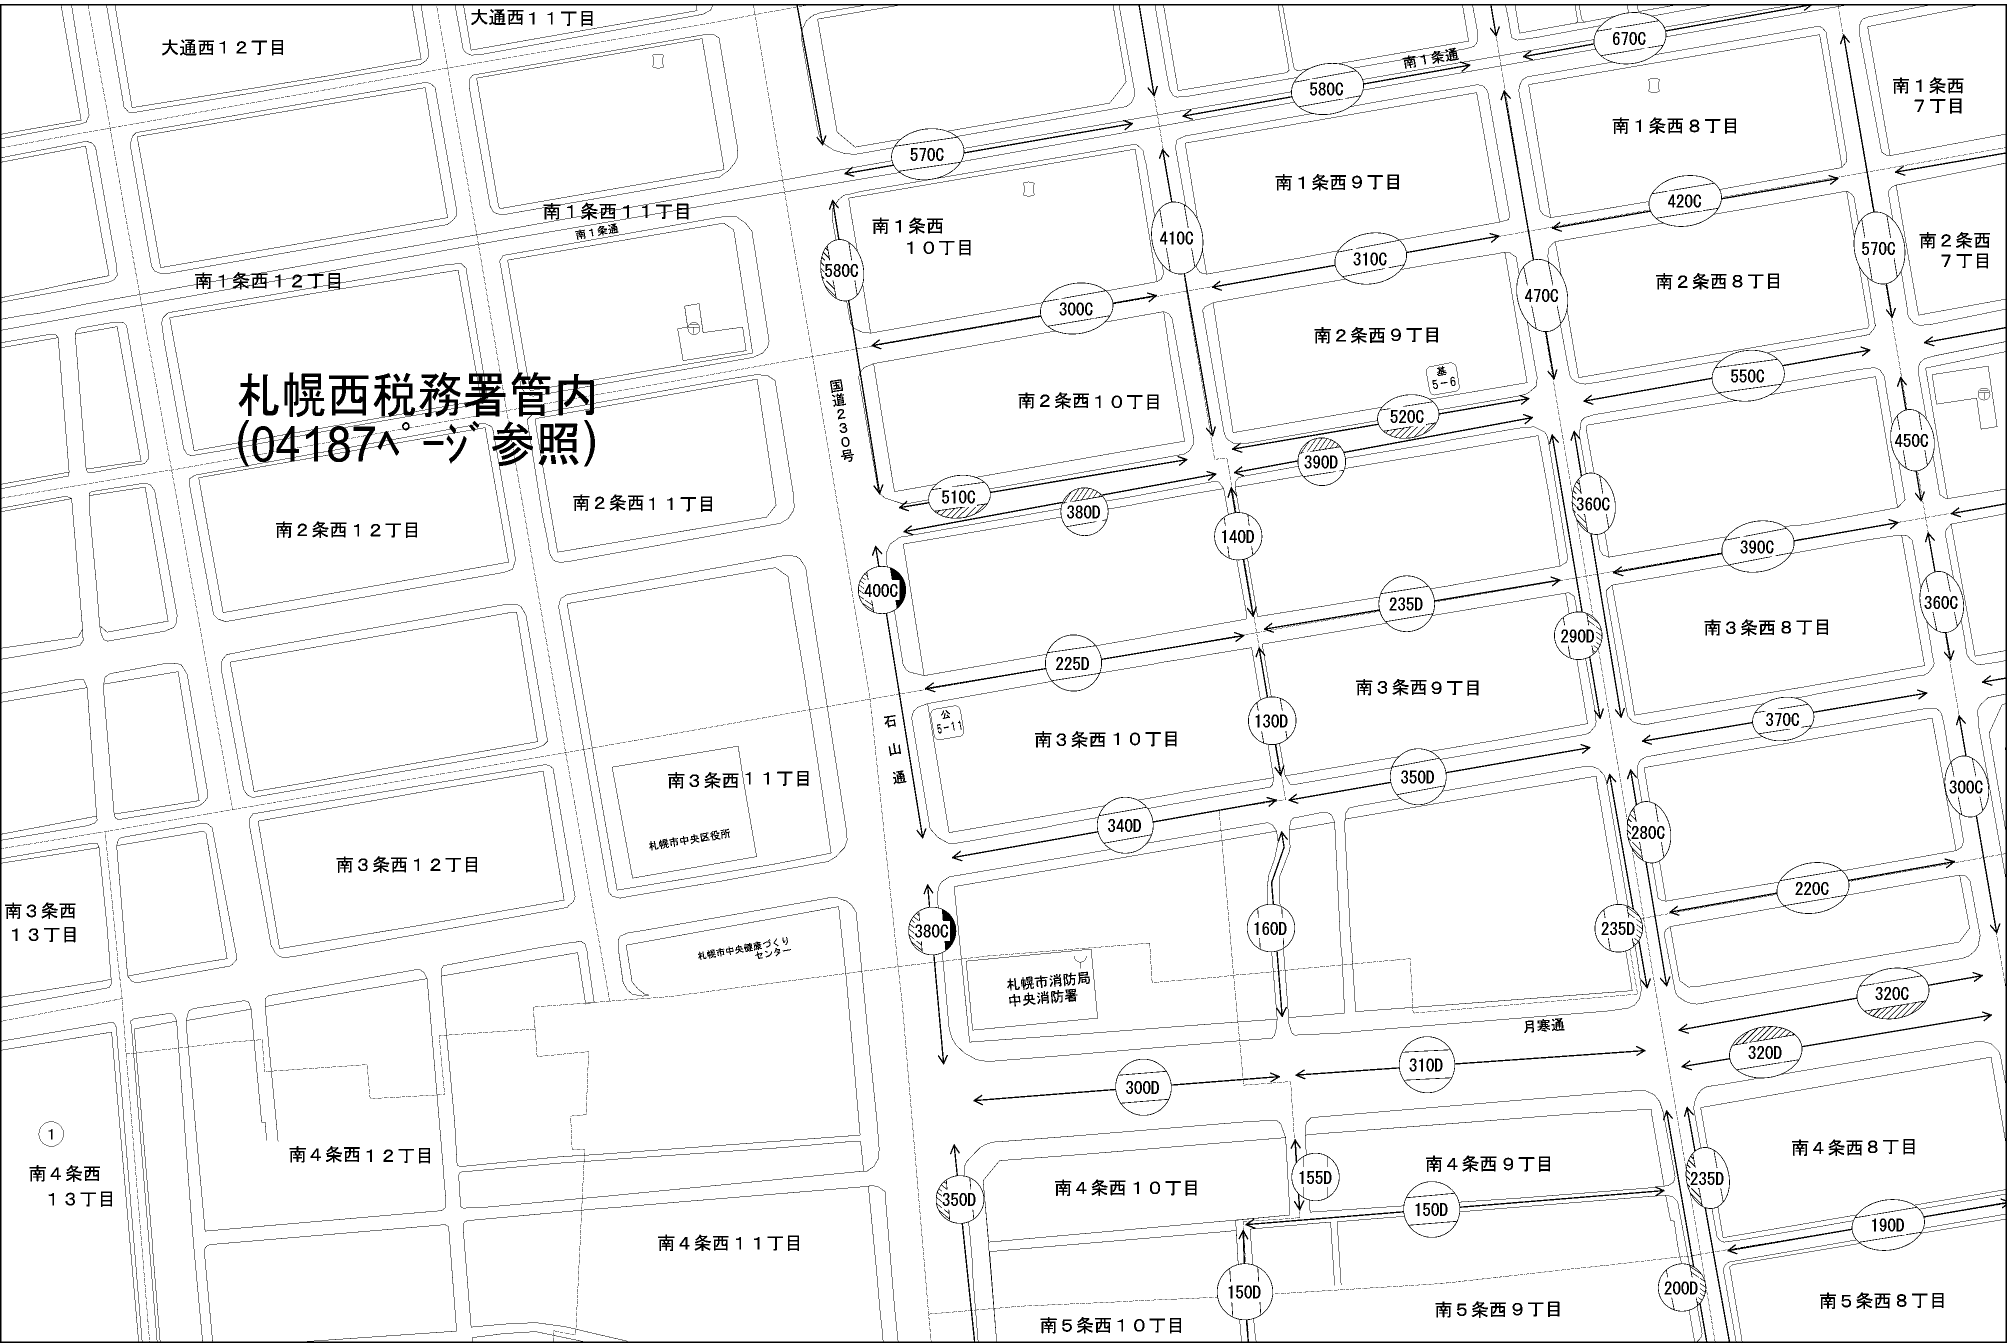 大通西１１丁目
大通西１２丁目
670C
南１条通
580C
南１条西
７丁目
南１条西８丁目
570C
南１条西９丁目
420C
南１条西１１丁目
南１条通
南１条西
１０丁目
410C
310C
570C
南２条西
７丁目
580C
南１条西１２丁目
470C
南２条西８丁目
300C
南２条西９丁目
基
5-6
550C
札幌西税務署管内
(04187ﾍﾟｰｼﾞ参照)
国道２３０号
南２条西１０丁目
520C
450C
390D
510C
380D
360C
南２条西１１丁目
南２条西１２丁目
140D
390C
400C
235D
360C
290D
南３条西８丁目
225D
南３条西９丁目
公
5-11
130D
370C
石山通
南３条西１０丁目
350D
南３条西１１丁目
300C
340D
280C
札幌市中央区役所
南３条西１２丁目
220C
南３条西
１３丁目
380C
160D
235D
札幌市中央健康づくり
センター
札幌市消防局
中央消防署
320C
月寒通
320D
310D
300D
1
南４条西１２丁目
南４条西
１３丁目
南４条西８丁目
南４条西９丁目
155D
235D
南４条西１０丁目
350D
150D
190D
南４条西１１丁目
150D
200D
南５条西８丁目
南５条西９丁目
南５条西１０丁目